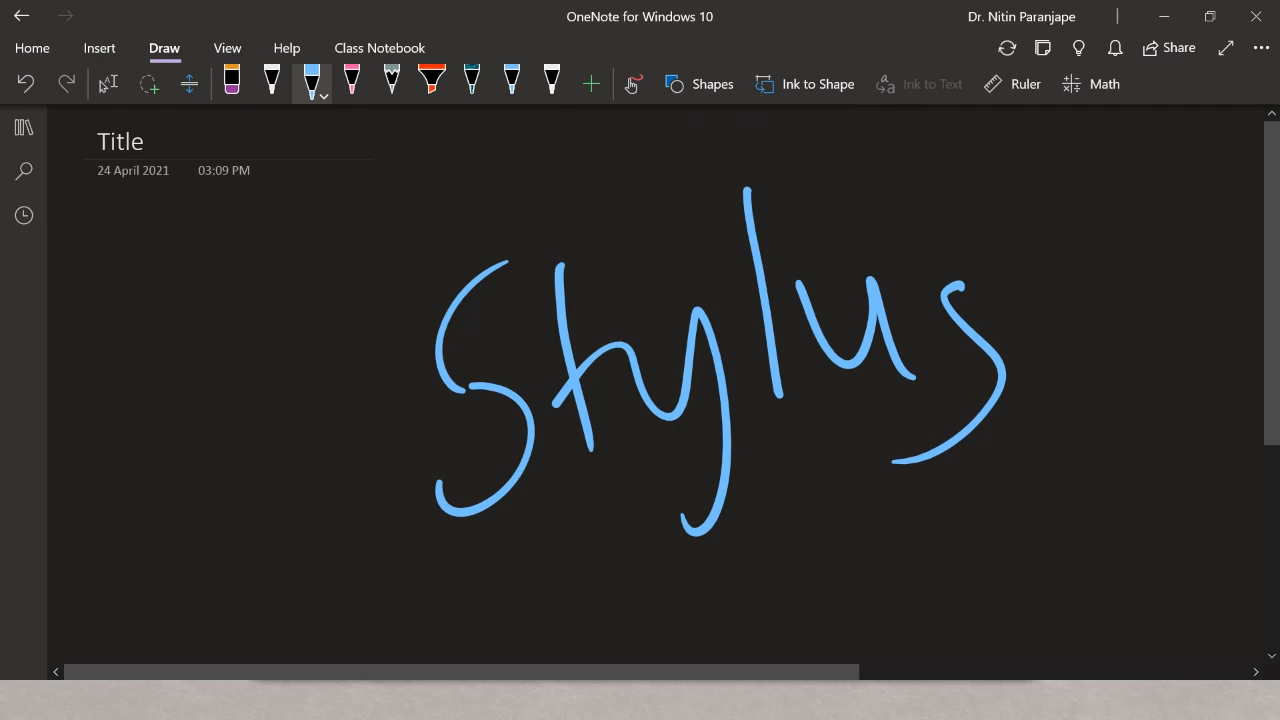 OneNote for Windows 10
Dr. Nitin Paranjape
Home Insert Draw View Help Class Notebook Share
Shapes Ink to Shape Ink to Text Ruler Math
Title
24 April 2021 03:09 PM
Stylus